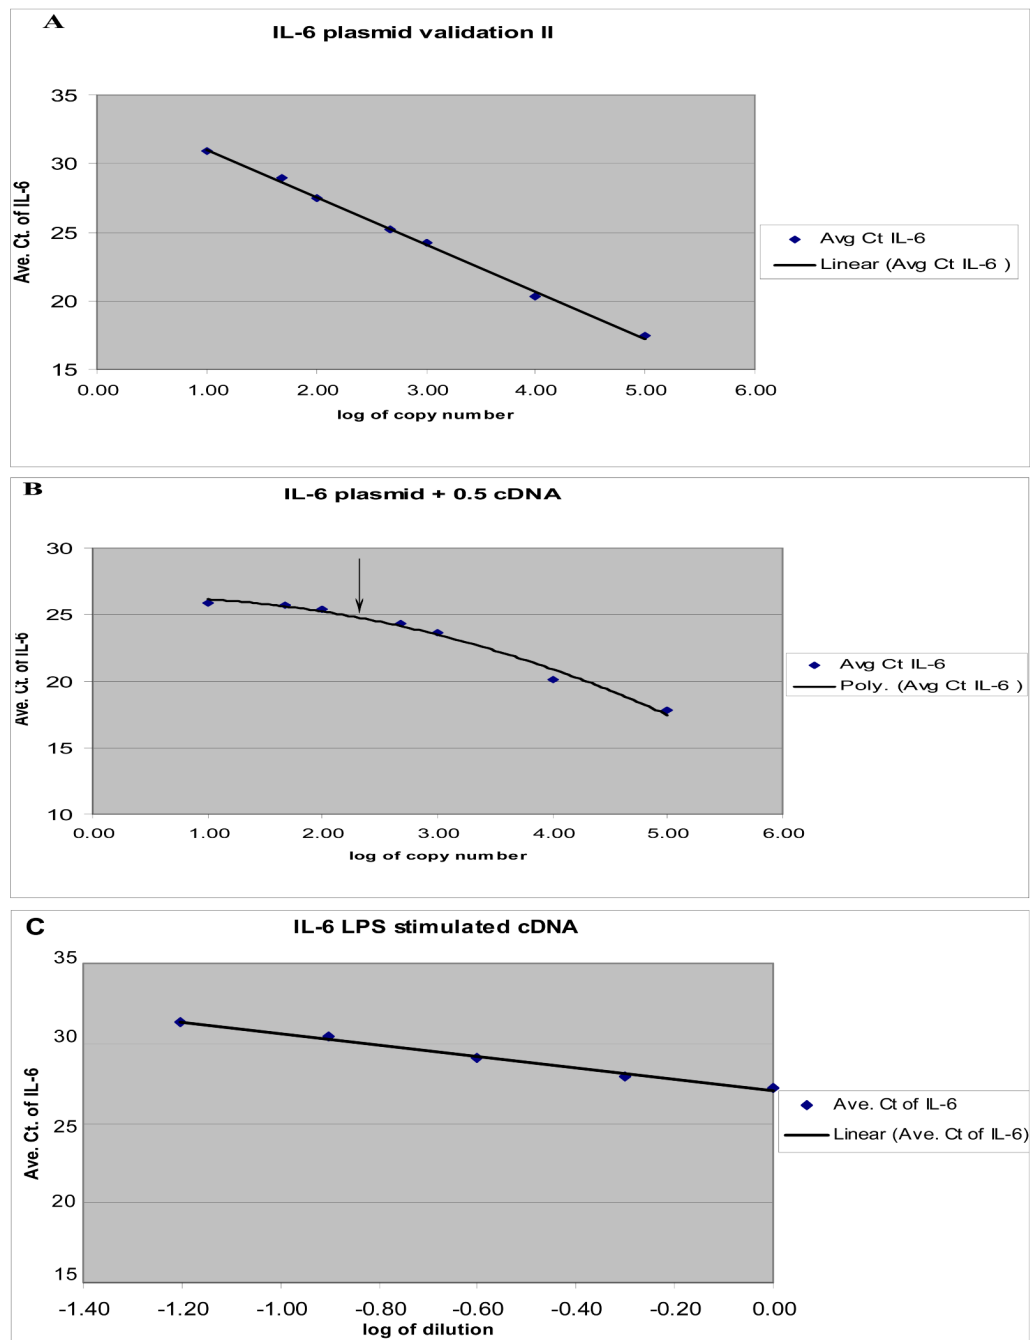 A
IL-6 plasmid validation II
35
30
25
20
15
Ave. Ct. of IL-6
0.00 1.00 2.00 3.00 4.00 5.00 6.00
log of copy number
Avg Ct IL-6
Linear (Avg Ct IL-6 )
B
IL-6 plasmid + 0.5 cDNA
30
25
20
15
10
Ave. Ct. of IL-6
0.00 1.00 2.00 3.00 4.00 5.00 6.00
log of copy number
Avg Ct IL-6
Poly. (Avg Ct IL-6 )
C
IL-6 LPS stimulated cDNA
35
30
25
20
15
Ave. Ct. of IL-6
-1.40 -1.20 -1.00 -0.80 -0.60 -0.40 -0.20 0.00
log of dilution
Ave. Ct of IL-6
Linear (Ave. Ct of IL-6)